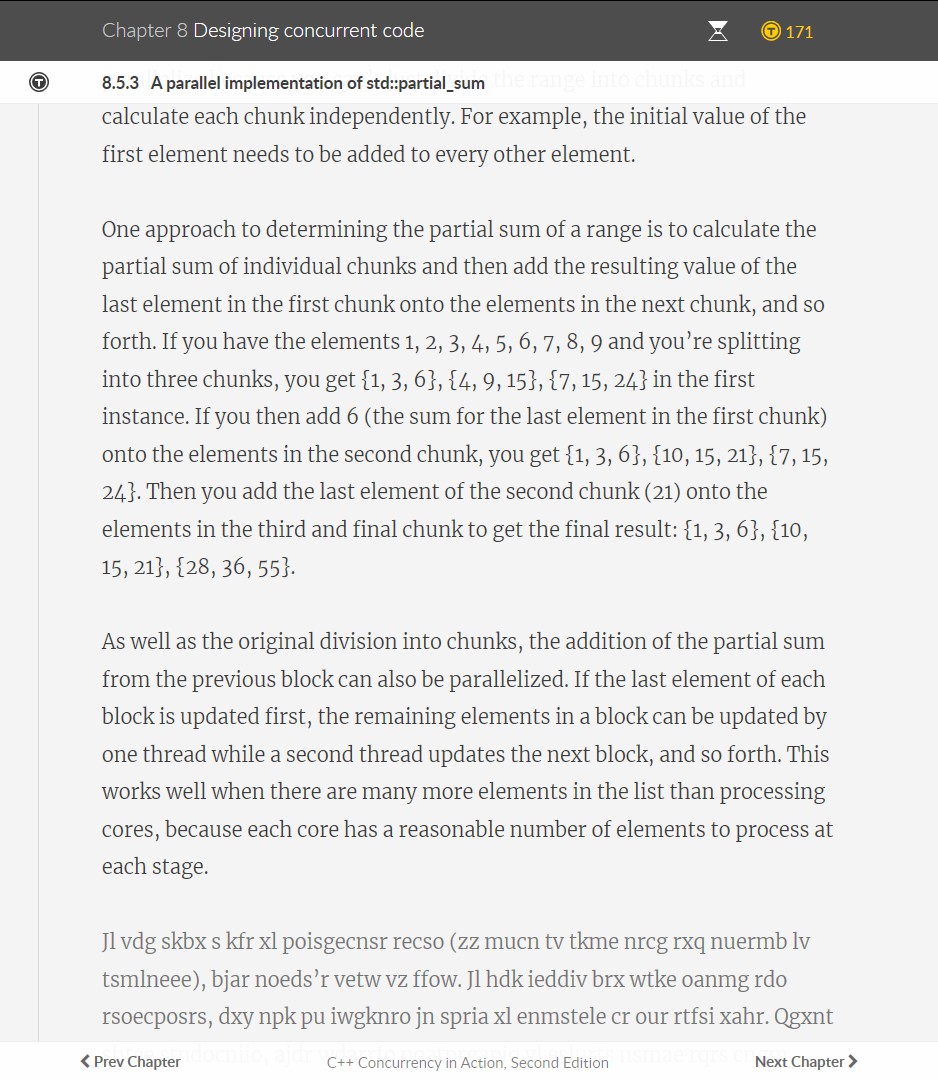 Chapter 8 Designing concurrent code
171
8.5.3 A parallel implementation of std::partial_sum
the range into chunks and
calculate each chunk independently. For example, the initial value of the
first element needs to be added to every other element.
One approach to determining the partial sum of a range is to calculate the
partial sum of individual chunks and then add the resulting value of the
last element in the first chunk onto the elements in the next chunk, and so
forth. If you have the elements 1, 2, 3, 4, 5, 6, 7, 8, 9 and you’re splitting
into three chunks, you get {1, 3, 6}, {4, 9, 15}, {7, 15, 24} in the first
instance. If you then add 6 (the sum for the last element in the first chunk)
onto the elements in the second chunk, you get {1, 3, 6}, {10, 15, 21}, {7, 15,
24}. Then you add the last element of the second chunk (21) onto the
elements in the third and final chunk to get the final result: {1, 3, 6}, {10,
15, 21}, {28, 36, 55}.
As well as the original division into chunks, the addition of the partial sum
from the previous block can also be parallelized. If the last element of each
block is updated first, the remaining elements in a block can be updated by
one thread while a second thread updates the next block, and so forth. This
works well when there are many more elements in the list than processing
cores, because each core has a reasonable number of elements to process at
each stage.
Jl vdg skbx s kfr xl poisgecnsr recso (zz mucn tv tkme nrcg rxq nuermb lv
tsmlneee), bjar noeds’r vetw vz ffow. Jl hdk ieddiv brx wtke oanmg rdo
rsoecposrs, dxy npk pu iwgknro jn spria xl enmstele cr our rtfsi xahr. Qgxnt
Prev Chapter
C++ Concurrency in Action, Second Edition
Next Chapter